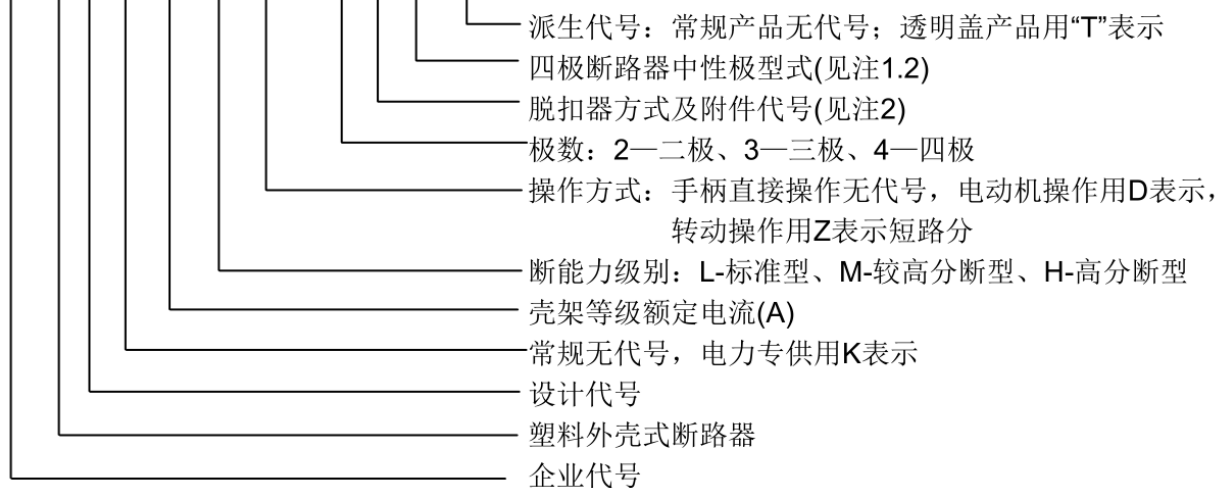 派生代号：常规产品无代号；透明盖产品用“T”表示
四极断路器中性极型式(见注1.2)
脱扣器方式及附件代号(见注2)
极数：2—二极、3—三极、4—四极
操作方式：手柄直接操作无代号，电动机操作用D表示，
转动操作用Z表示短路分
断能力级别：L-标准型、M-较高分断型、H-高分断型
壳架等级额定电流(A)
常规无代号，电力专供用K表示
设计代号
塑料外壳式断路器
企业代号